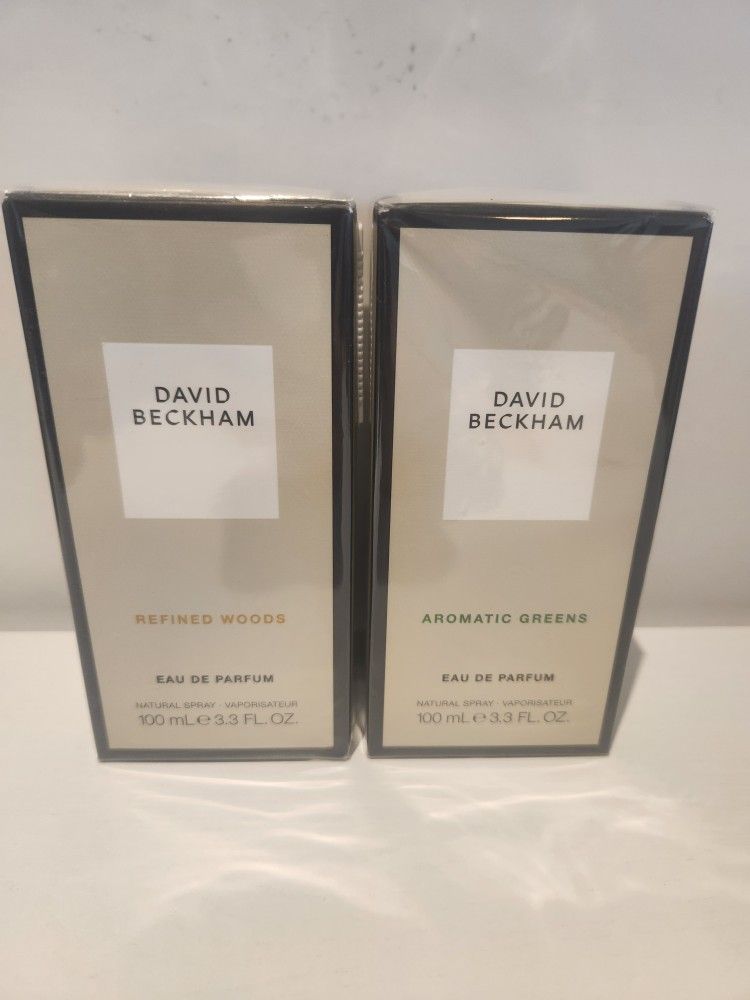 DAVID
BECKHAM
REFINED WOODS
EAU DE PARFUM
NATURAL SPRAY · VAPORISATEUR
100 mL ℮ 3.3 FL. OZ.
DAVID
BECKHAM
AROMATIC GREENS
EAU DE PARFUM
NATURAL SPRAY · VAPORISATEUR
100 mL ℮ 3.3 FL. OZ.